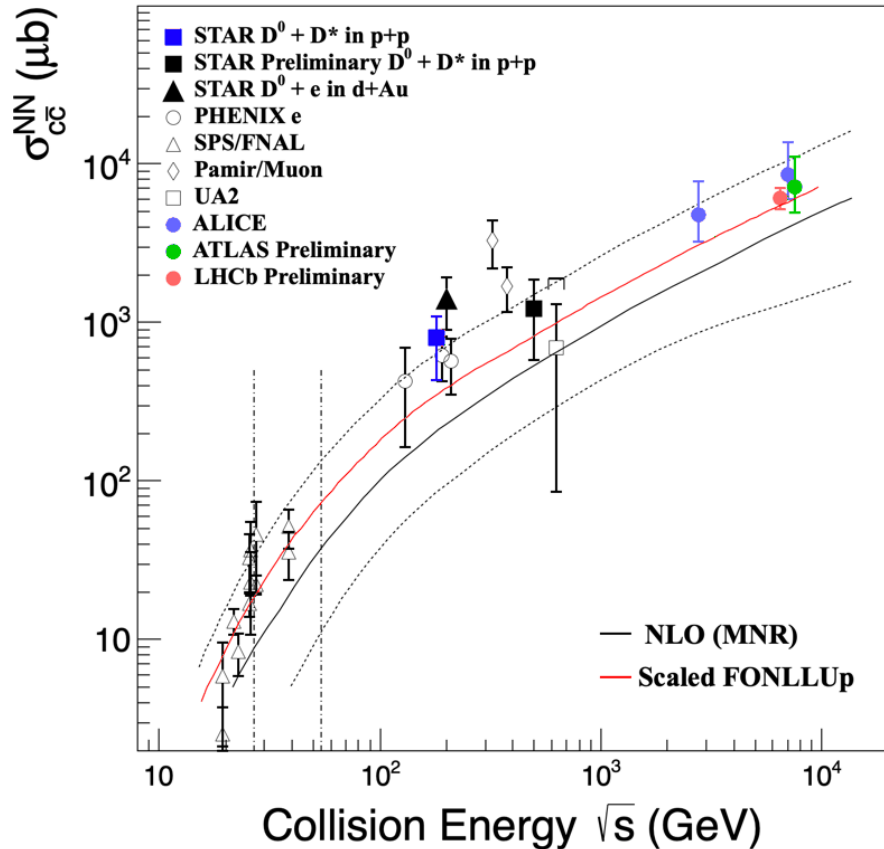 σcc̄^NN (μb)
STAR D⁰ + D* in p+p
STAR Preliminary D⁰ + D* in p+p
STAR D⁰ + e in d+Au
PHENIX e
SPS/FNAL
Pamir/Muon
UA2
ALICE
ATLAS Preliminary
LHCb Preliminary
10⁴
10³
10²
10
NLO (MNR)
Scaled FONLLUp
10 10² 10³ 10⁴
Collision Energy √s (GeV)